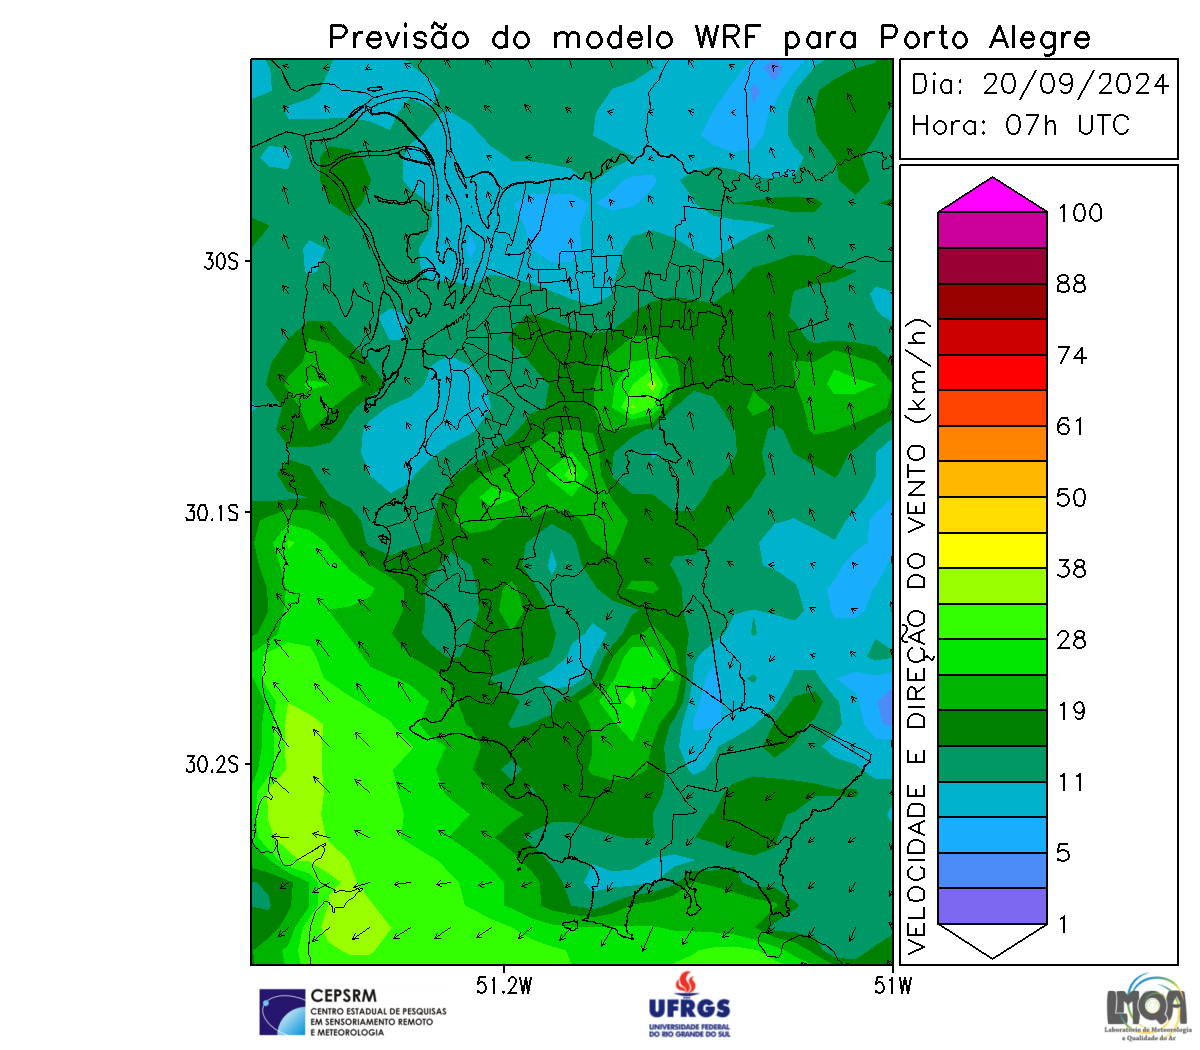 Previsão do modelo WRF para Porto Alegre
Dia: 20/09/2024
Hora: 07h UTC
30S
30.1S
30.2S
51.2W
51W
VELOCIDADE E DIREÇÃO DO VENTO (km/h)
100
88
74
61
50
38
28
19
11
5
1
CEPSRM
CENTRO ESTADUAL DE PESQUISAS
EM SENSORIAMENTO REMOTO
E METEOROLOGIA
UFRGS
UNIVERSIDADE FEDERAL
DO RIO GRANDE DO SUL
LMQA
Laboratório de Meteorologia
e Qualidade do Ar